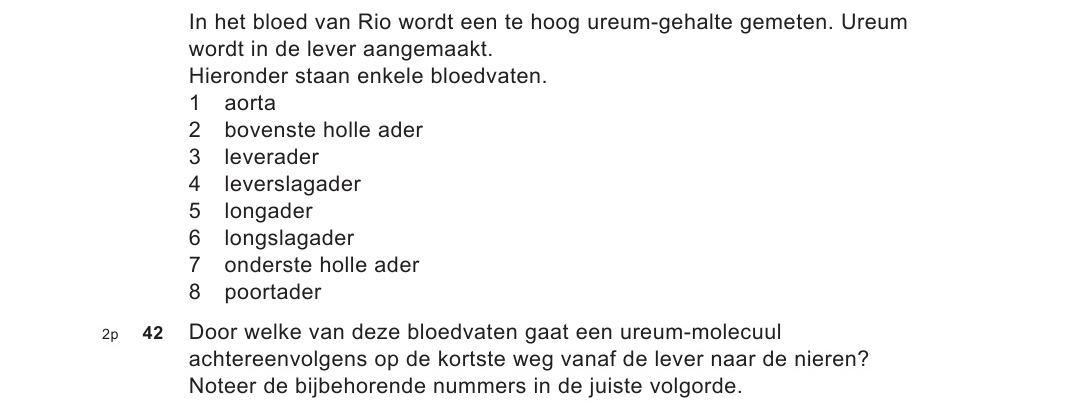 In het bloed van Rio wordt een te hoog ureum-gehalte gemeten. Ureum
wordt in de lever aangemaakt.
Hieronder staan enkele bloedvaten.
1 aorta
2 bovenste holle ader
3 leverader
4 leverslagader
5 longader
6 longslagader
7 onderste holle ader
8 poortader
2p 42 Door welke van deze bloedvaten gaat een ureum-molecuul
achtereenvolgens op de kortste weg vanaf de lever naar de nieren?
Noteer de bijbehorende nummers in de juiste volgorde.